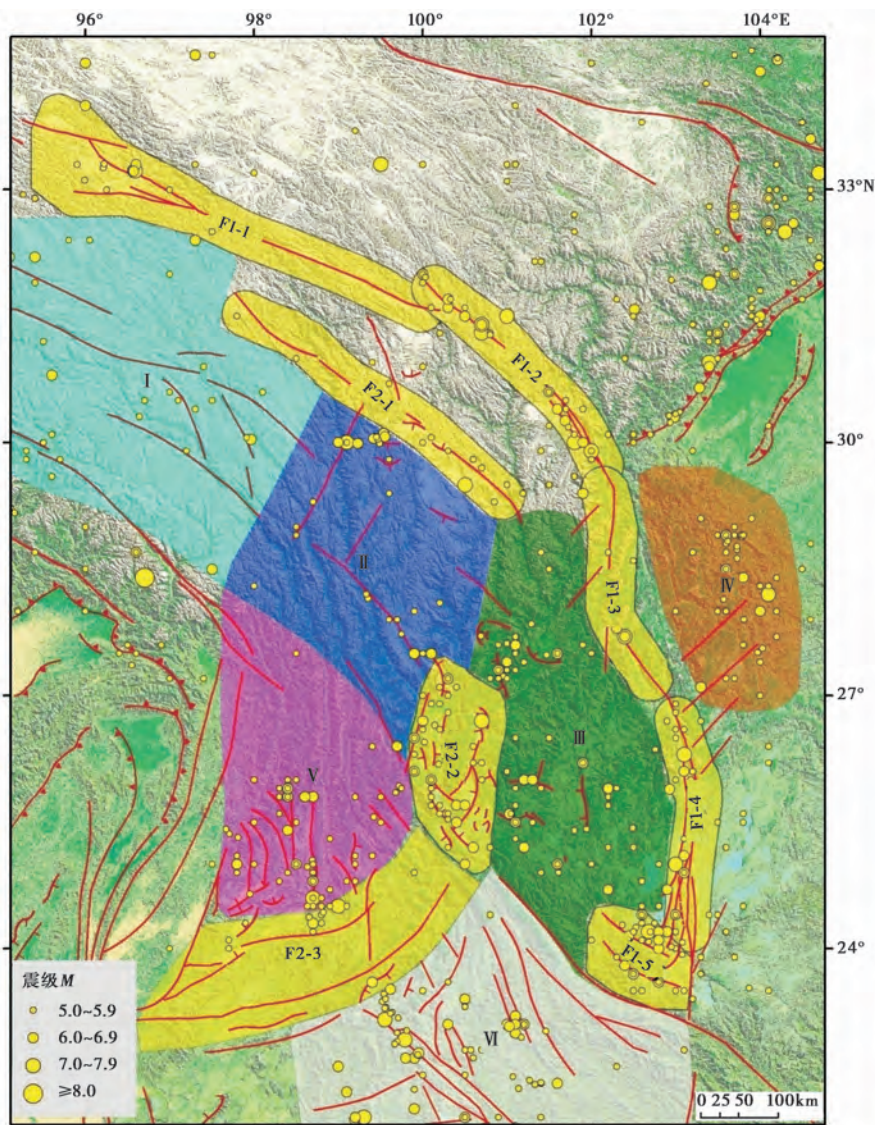 96°
98°
100°
102°
104°E
33°N
F1-1
F1-2
I
F2-1
30°
II
F1-3
IV
27°
III
F2-2
V
F1-4
24°
F2-3
F1-5
VI
震级M
5.0~5.9
6.0~6.9
7.0~7.9
≥8.0
0 25 50 100km